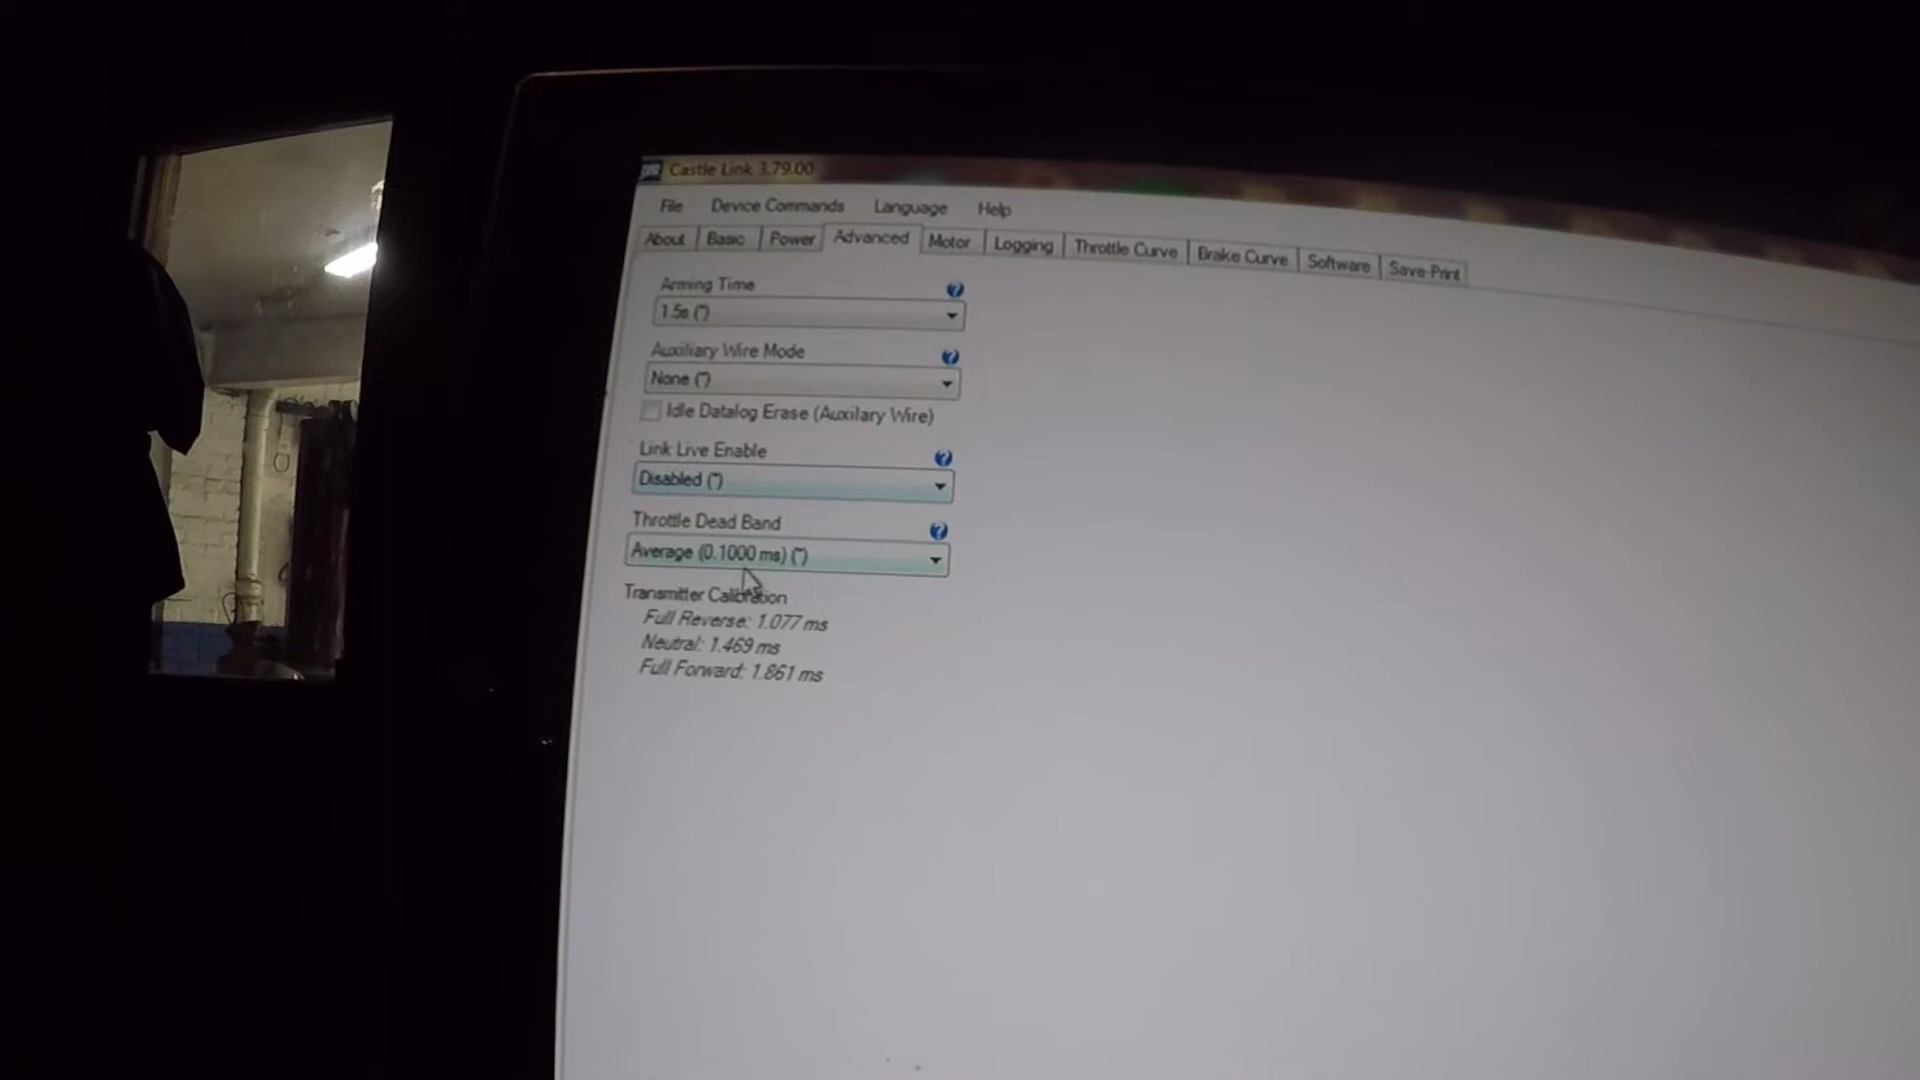 Castle Link 3.79.00
File Device Commands Language Help
About Basic Power Advanced Motor Logging Throttle Curve Brake Curve Software Save-Print
Arming Time
1.5s (*)
Auxiliary Wire Mode
None (*)
Idle Datalog Erase (Auxilary Wire)
Link Live Enable
Disabled (*)
Throttle Dead Band
Average (0.1000 ms) (*)
Transmitter Calibration
Full Reverse: 1.077 ms
Neutral: 1.469 ms
Full Forward: 1.861 ms